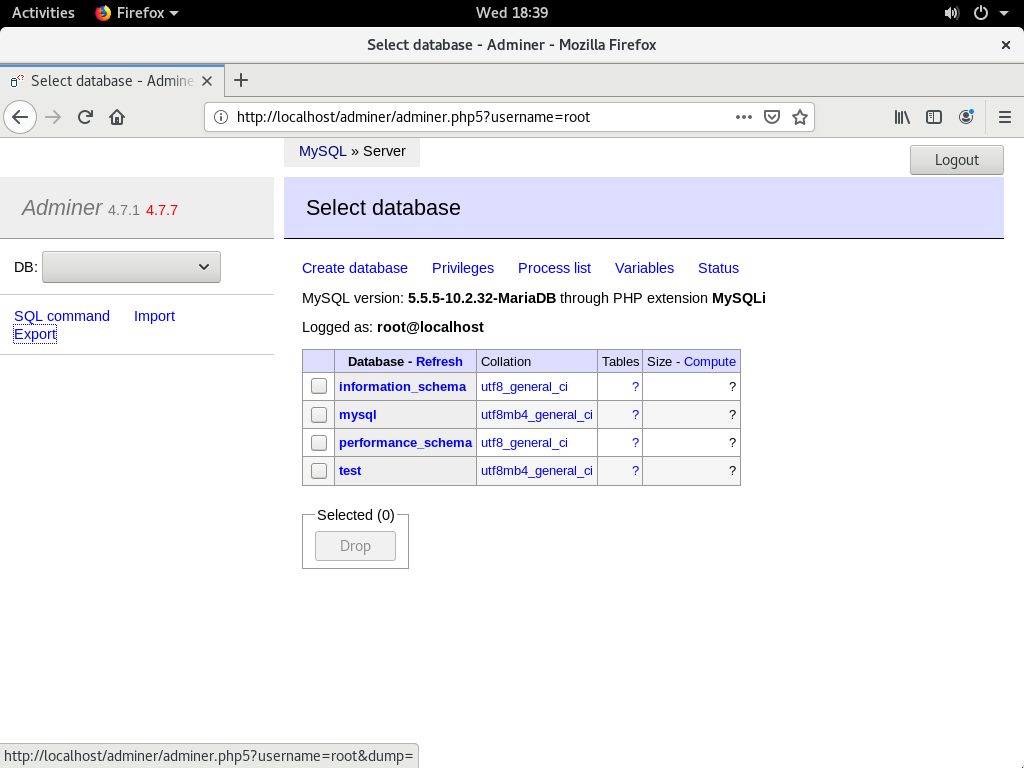 Activities Firefox Wed 18:39
Select database - Adminer - Mozilla Firefox
Select database - Admine
http://localhost/adminer/adminer.php5?username=root
MySQL » Server
Logout
Adminer 4.7.1 4.7.7
Select database
DB:
Create database Privileges Process list Variables Status
MySQL version: 5.5.5-10.2.32-MariaDB through PHP extension MySQLi
SQL command Import
Export
Logged as: root@localhost
Database - Refresh Collation Tables Size - Compute
information_schema utf8_general_ci ? ?
mysql utf8mb4_general_ci ? ?
performance_schema utf8_general_ci ? ?
test utf8mb4_general_ci ? ?
Selected (0)
Drop
http://localhost/adminer/adminer.php5?username=root&dump=